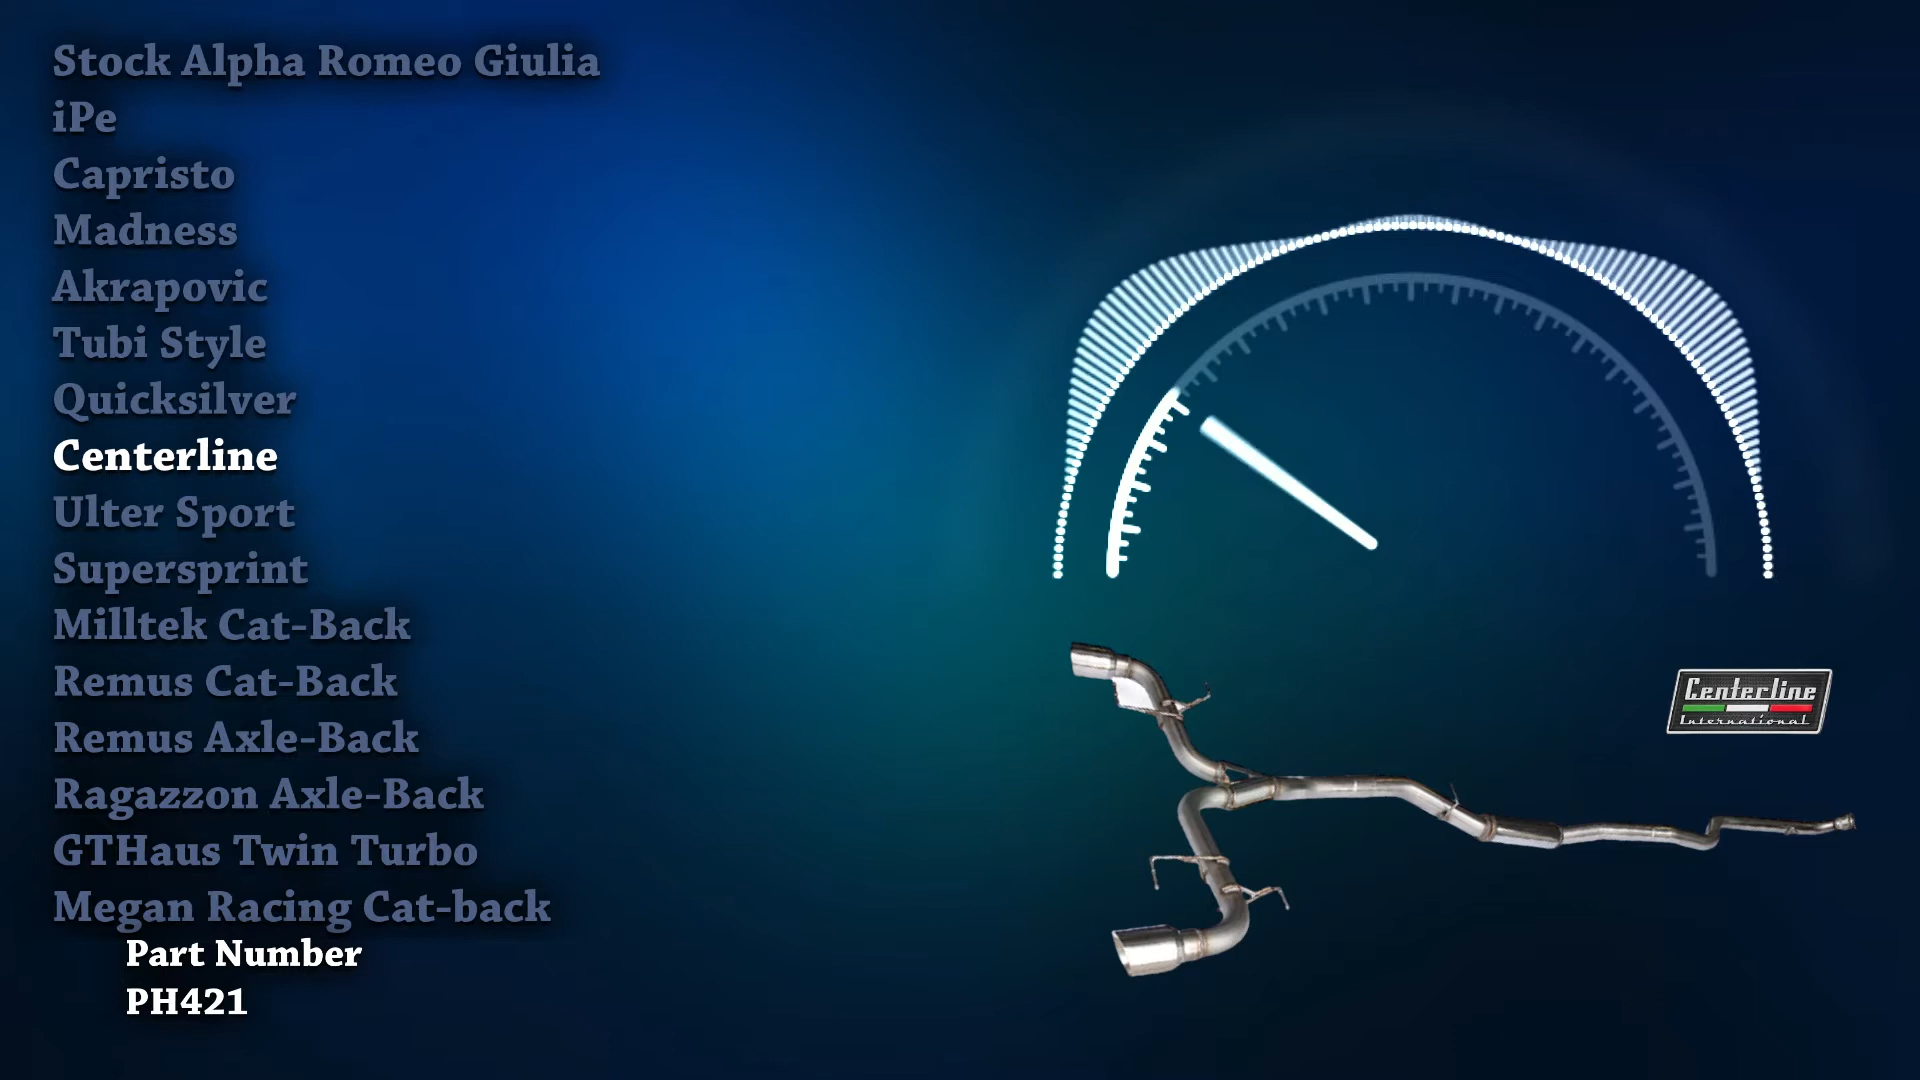 Stock Alpha Romeo Giulia
iPe
Capristo
Madness
Akrapovic
Tubi Style
Quicksilver
Centerline
Ulter Sport
Supersprint
Milltek Cat-Back
Remus Cat-Back
Remus Axle-Back
Ragazzon Axle-Back
GTHaus Twin Turbo
Megan Racing Cat-back
Part Number
PH421
Centerline
International